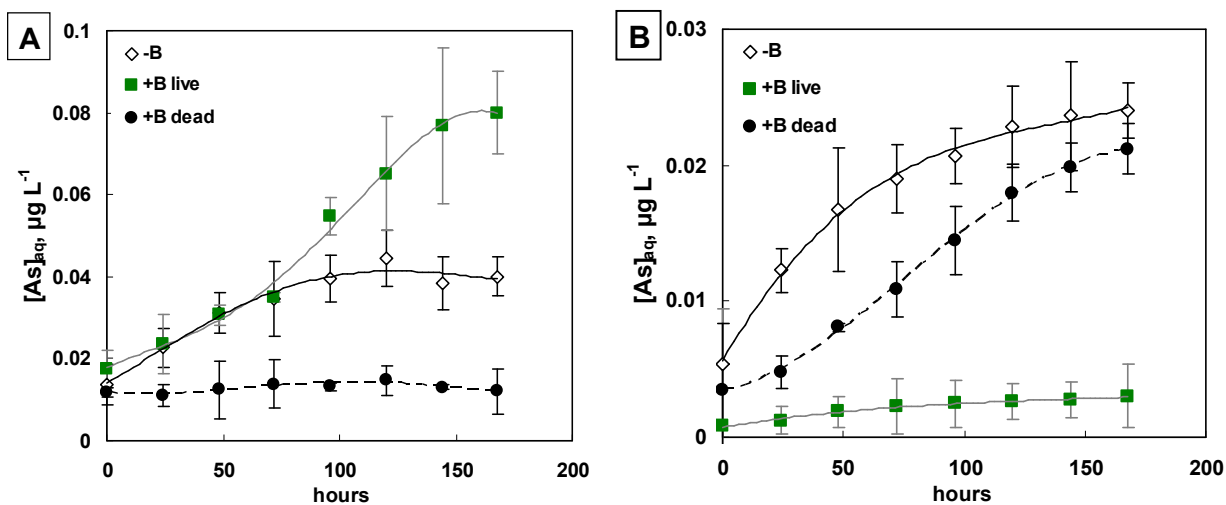 A
[As]aq, µg L-1
0.1
0.08
0.06
0.04
0.02
0
-B
+B live
+B dead
0 50 100 150 200
hours
B
[As]aq, µg L-1
0.03
0.02
0.01
0
-B
+B live
+B dead
0 50 100 150 200
hours